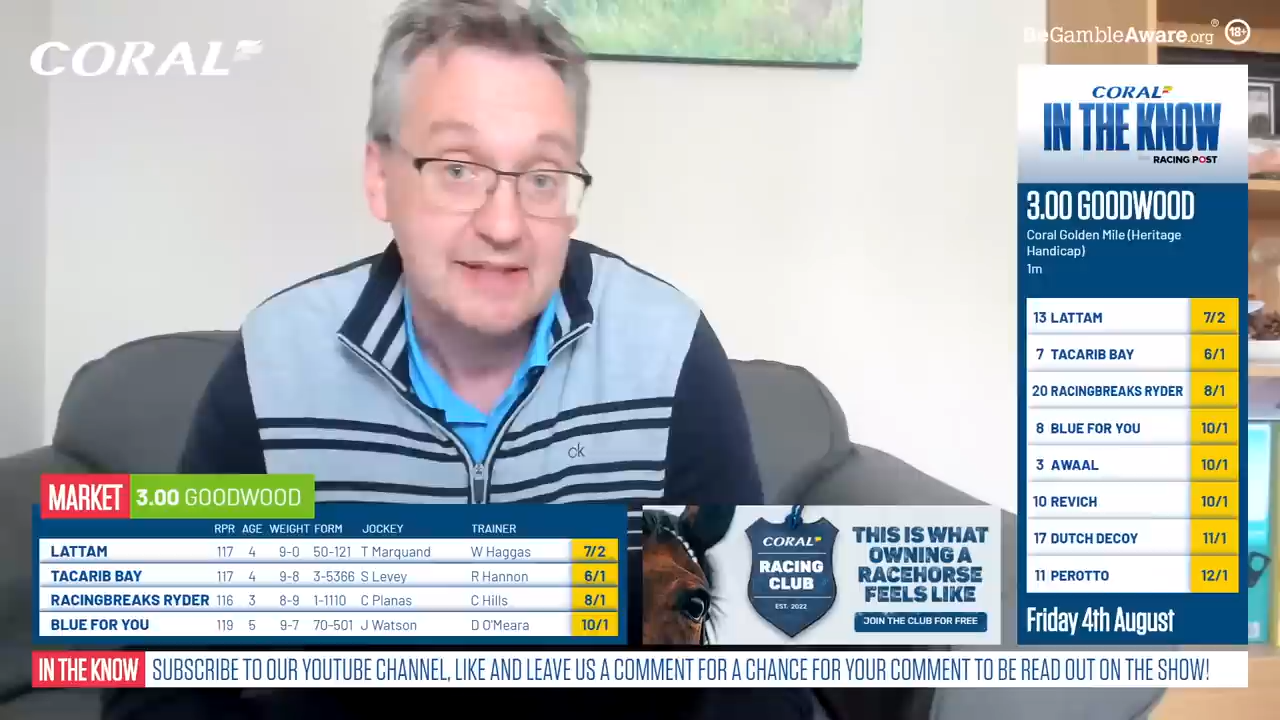 CORAL
BeGambleAware.org® 18+
CORAL
IN THE KNOW
RACING POST
3.00 GOODWOOD
Coral Golden Mile (Heritage
Handicap)
1m
13 LATTAM 7/2
7 TACARIB BAY 6/1
20 RACINGBREAKS RYDER 8/1
8 BLUE FOR YOU 10/1
3 AWAAL 10/1
10 REVICH 10/1
17 DUTCH DECOY 11/1
11 PEROTTO 12/1
Friday 4th August
ck
MARKET 3.00 GOODWOOD
RPR AGE WEIGHT FORM JOCKEY TRAINER
LATTAM 117 4 9-0 50-121 T Marquand W Haggas 7/2
TACARIB BAY 117 4 9-8 3-5366 S Levey R Hannon 6/1
RACINGBREAKS RYDER 116 3 8-9 1-1110 C Planas C Hills 8/1
BLUE FOR YOU 119 5 9-7 70-501 J Watson D O'Meara 10/1
CORAL
RACING
CLUB
EST. 2022
THIS IS WHAT
OWNING A
RACEHORSE
FEELS LIKE
JOIN THE CLUB FOR FREE
IN THE KNOW SUBSCRIBE TO OUR YOUTUBE CHANNEL, LIKE AND LEAVE US A COMMENT FOR A CHANCE FOR YOUR COMMENT TO BE READ OUT ON THE SHOW!